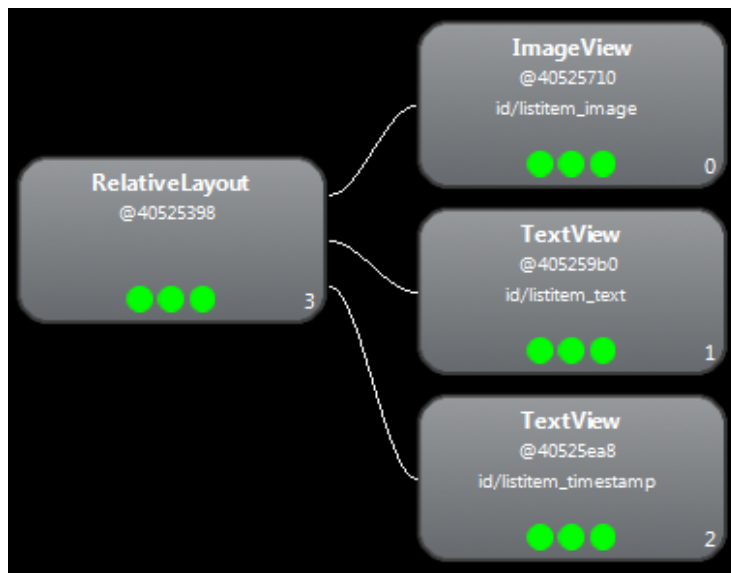 RelativeLayout
@40525398
3
ImageView
@40525710
id/listitem_image
0
TextView
@405259b0
id/listitem_text
1
TextView
@40525ea8
id/listitem_timestamp
2